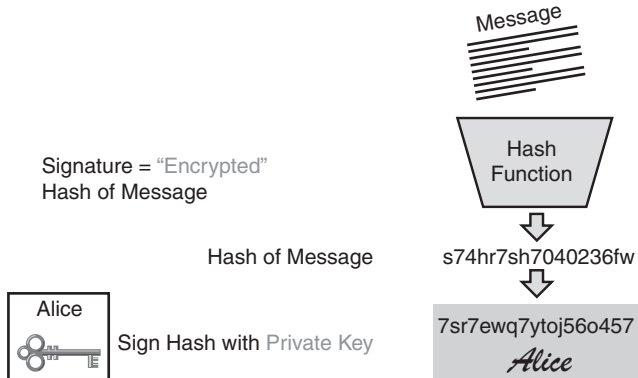 Message
Hash
Function
Signature = “Encrypted”
Hash of Message
Hash of Message
s74hr7sh7040236fw
Alice
Sign Hash with Private Key
7sr7ewq7ytoj56o457
Alice